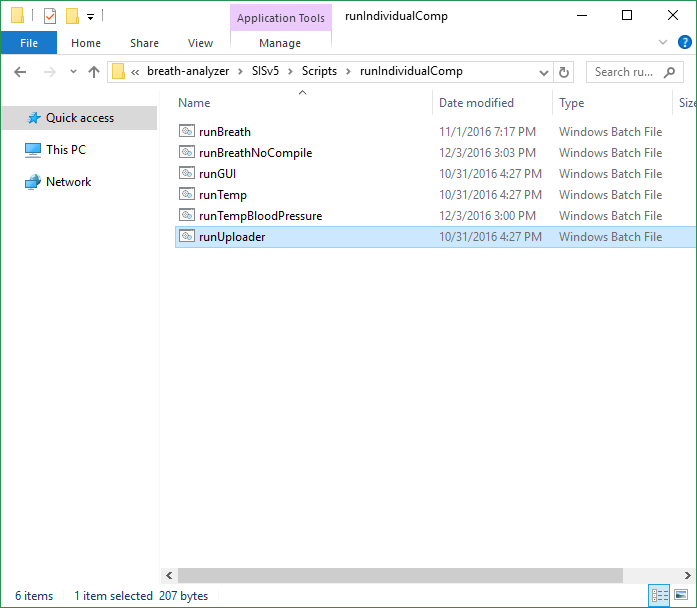 Application Tools runIndividualComp
File Home Share View Manage
?
« breath-analyzer > SISv5 > Scripts > runIndividualComp Search ru...
Name Date modified Type Size
Quick access
This PC
Network
runBreath 11/1/2016 7:17 PM Windows Batch File
runBreathNoCompile 12/3/2016 3:03 PM Windows Batch File
runGUI 10/31/2016 4:27 PM Windows Batch File
runTemp 10/31/2016 4:27 PM Windows Batch File
runTempBloodPressure 12/3/2016 3:00 PM Windows Batch File
runUploader 10/31/2016 4:27 PM Windows Batch File
6 items 1 item selected 207 bytes